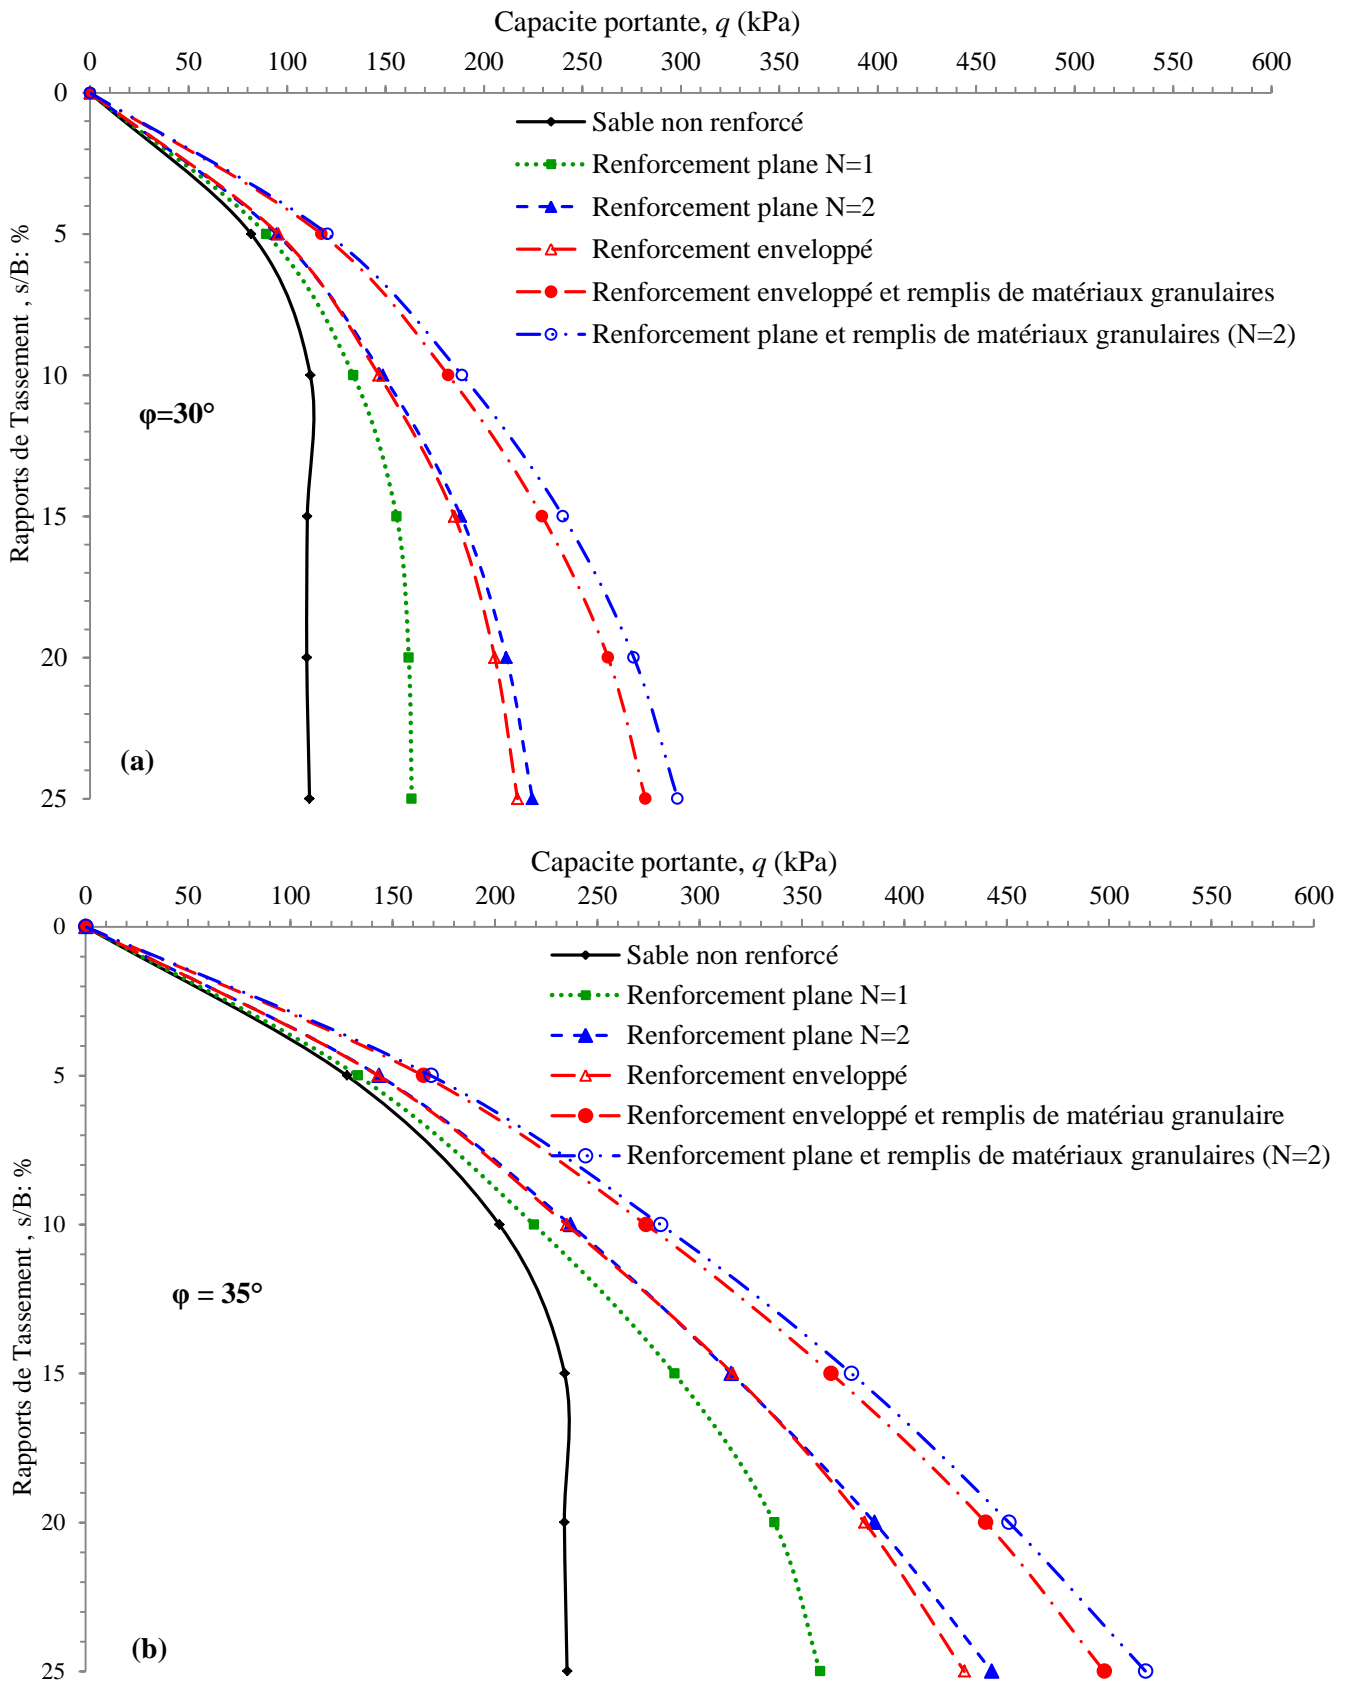 Capacite portante, q (kPa)
0 50 100 150 200 250 300 350 400 450 500 550 600
0
5
10
15
20
25
Rapports de Tassement , s/B: %
Sable non renforcé
Renforcement plane N=1
Renforcement plane N=2
Renforcement enveloppé
Renforcement enveloppé et remplis de matériaux granulaires
Renforcement plane et remplis de matériaux granulaires (N=2)
φ=30°
(a)
Capacite portante, q (kPa)
0 50 100 150 200 250 300 350 400 450 500 550 600
0
5
10
15
20
25
Rapports de Tassement , s/B: %
Sable non renforcé
Renforcement plane N=1
Renforcement plane N=2
Renforcement enveloppé
Renforcement enveloppé et remplis de matériau granulaire
Renforcement plane et remplis de matériaux granulaires (N=2)
φ = 35°
(b)